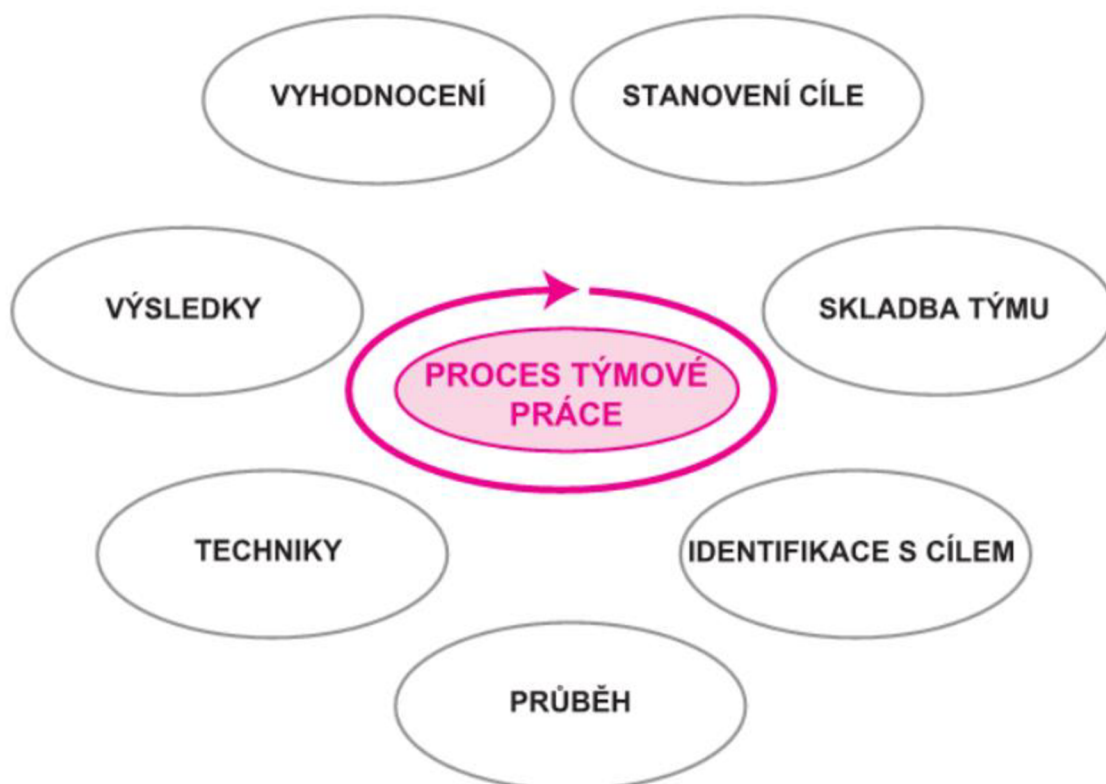 VYHODNOCENÍ
STANOVENÍ CÍLE
VÝSLEDKY
SKLADBA TÝMU
PROCES TÝMOVÉ
PRÁCE
TECHNIKY
IDENTIFIKACE S CÍLEM
PRŮBĚH